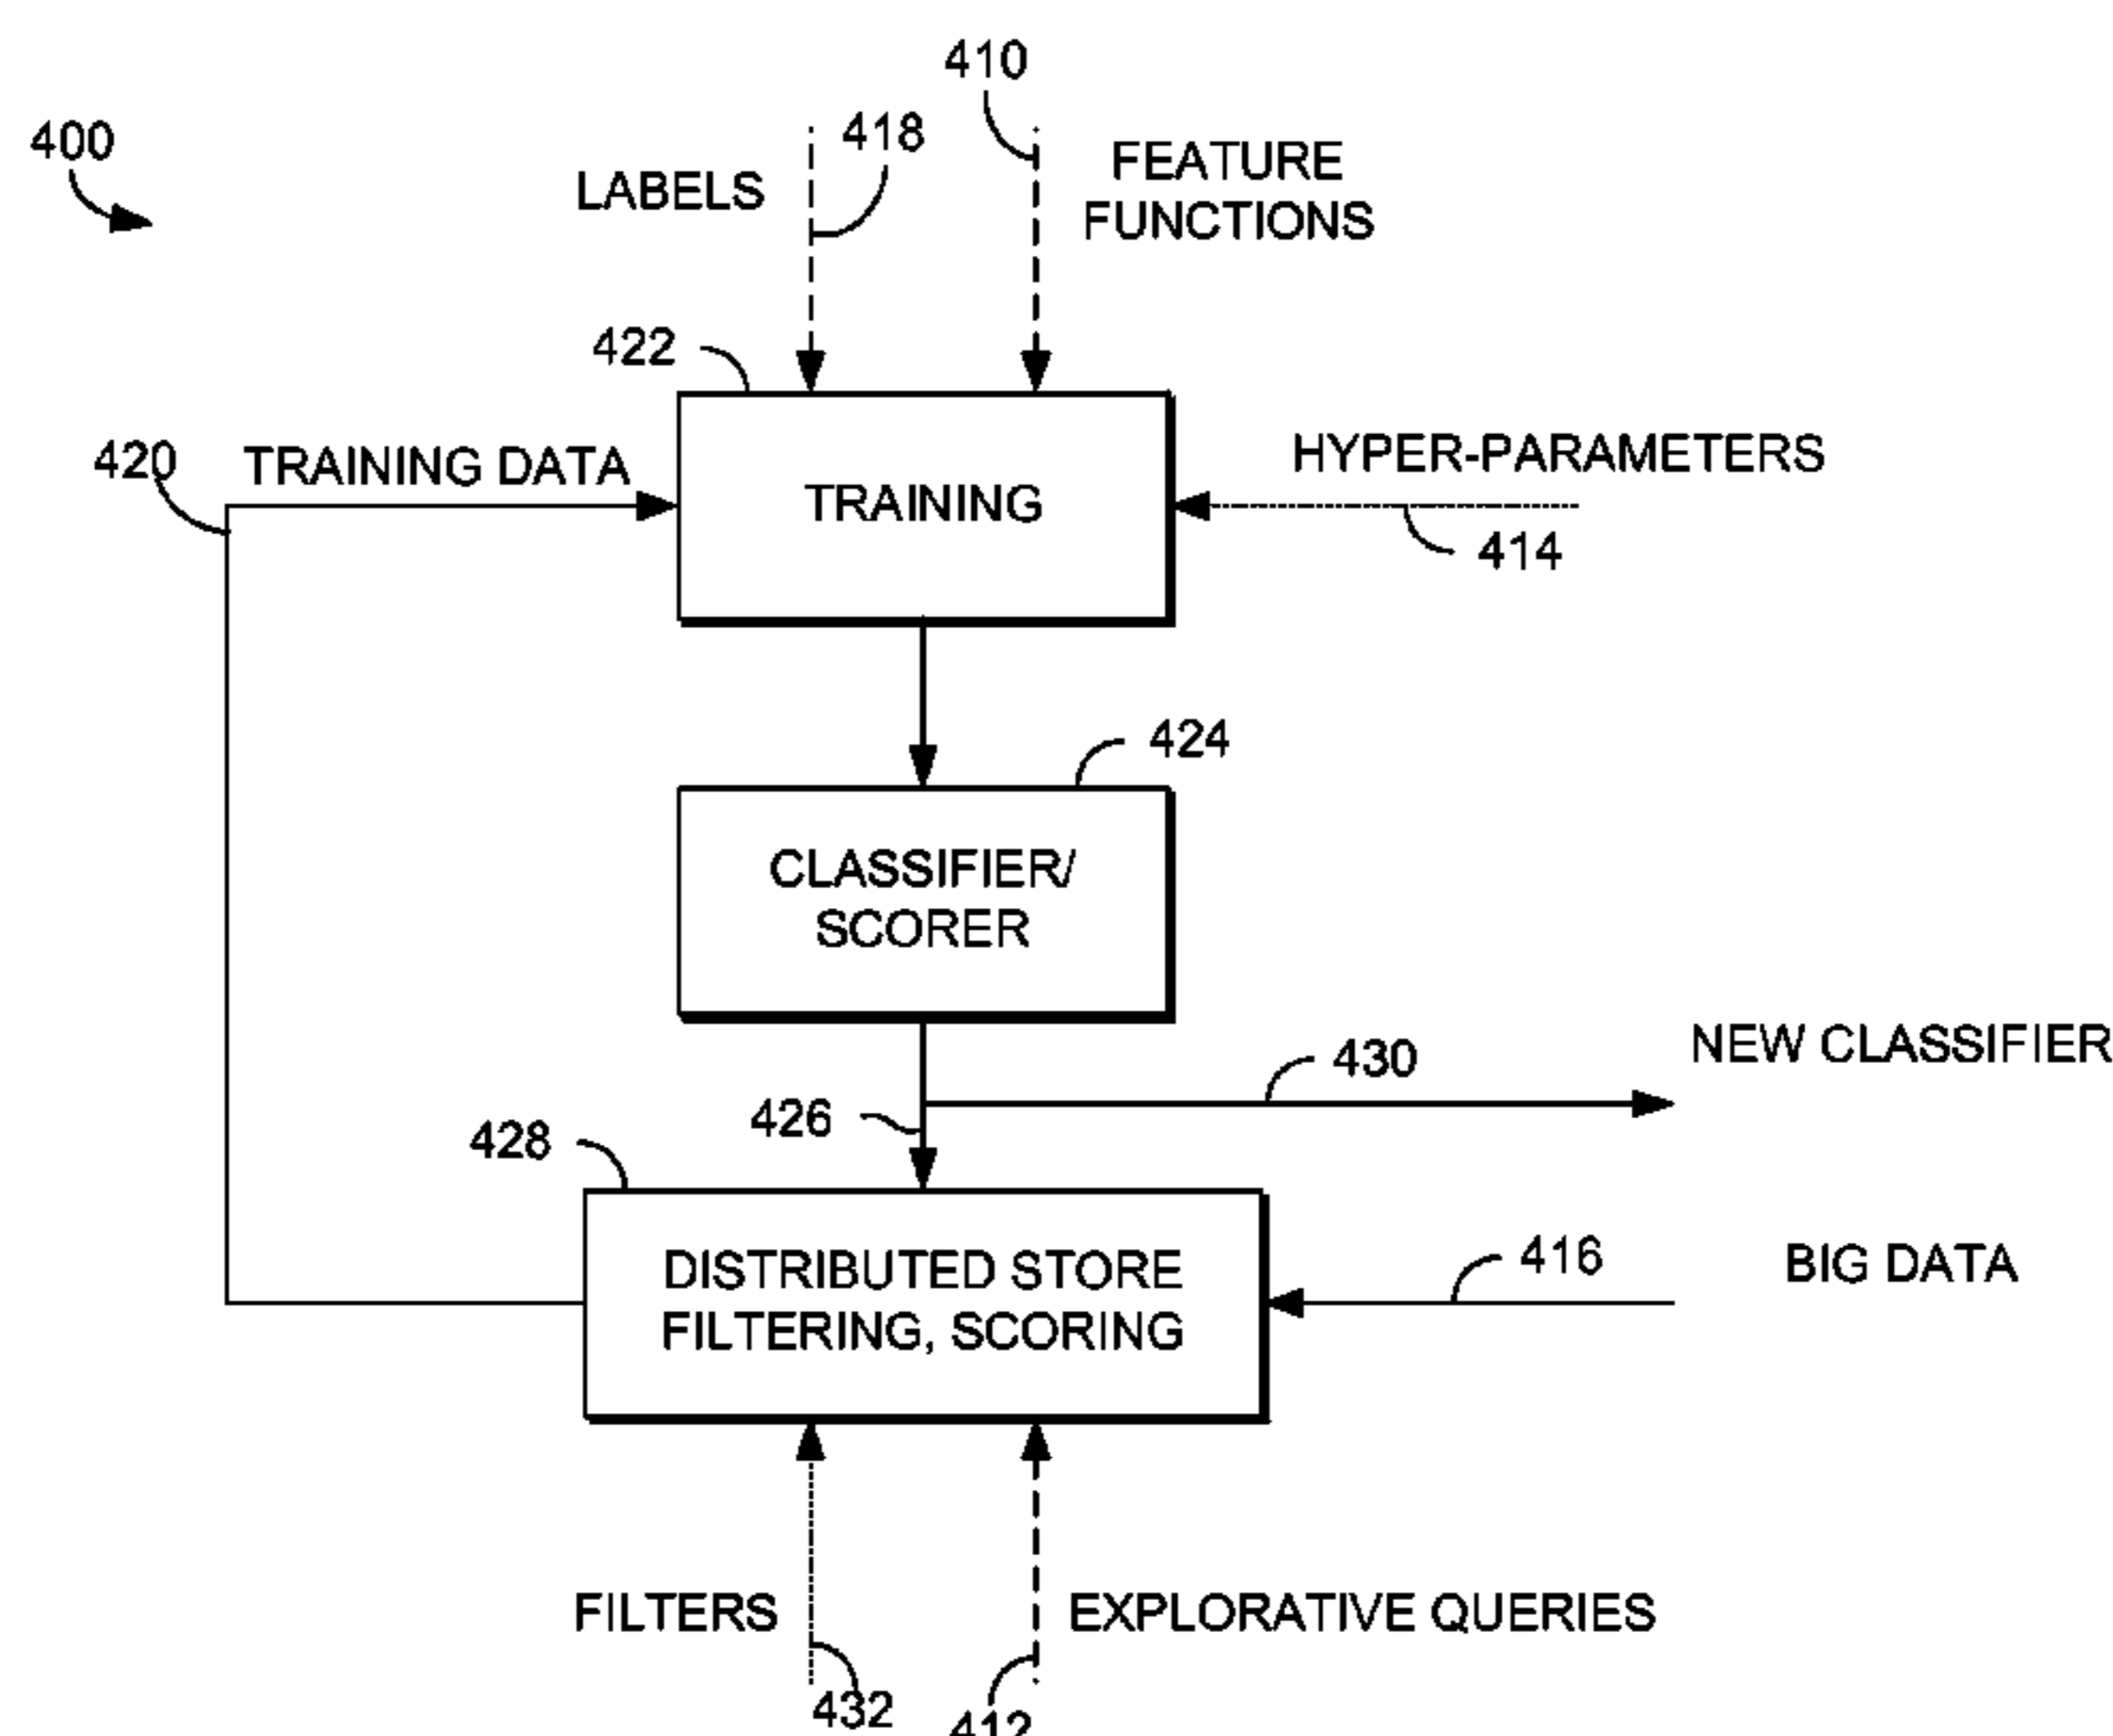 410
400
418
LABELS
FEATURE
FUNCTIONS
422
420
TRAINING DATA
TRAINING
HYPER-PARAMETERS
414
424
CLASSIFIER/
SCORER
NEW CLASSIFIER
430
426
428
DISTRIBUTED STORE
FILTERING, SCORING
416
BIG DATA
FILTERS
EXPLORATIVE QUERIES
432
412